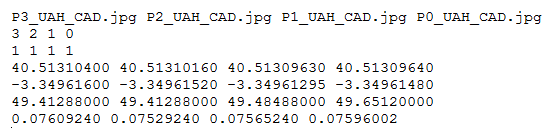 P3_UAH_CAD.jpg P2_UAH_CAD.jpg P1_UAH_CAD.jpg P0_UAH_CAD.jpg
3 2 1 0
1 1 1 1
40.51310400 40.51310160 40.51309630 40.51309640
-3.34961600 -3.34961520 -3.34961295 -3.34961480
49.41288000 49.41288000 49.48488000 49.65120000
0.07609240 0.07529240 0.07565240 0.07596002